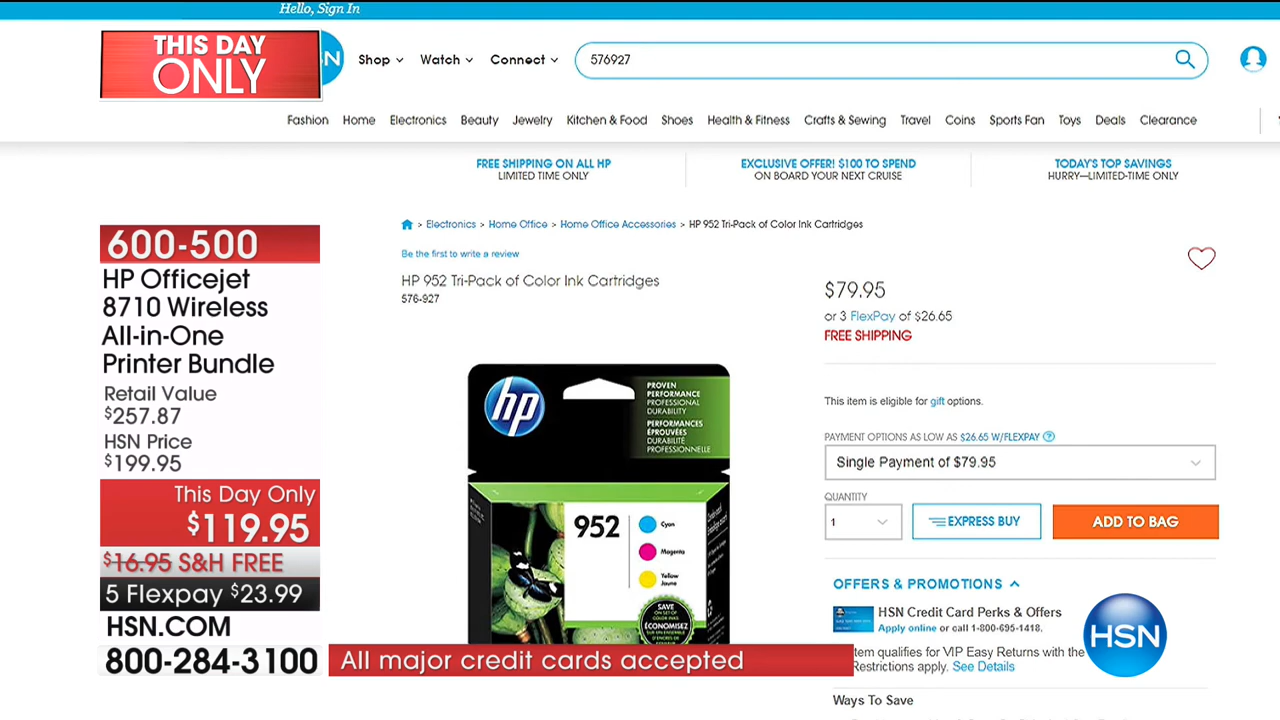 Hello, Sign In
THIS DAY
ONLY
SN
Shop
Watch
Connect
576927
Fashion
Home
Electronics
Beauty
Jewelry
Kitchen & Food
Shoes
Health & Fitness
Crafts & Sewing
Travel
Coins
Sports Fan
Toys
Deals
Clearance
FREE SHIPPING ON ALL HP
LIMITED TIME ONLY
EXCLUSIVE OFFER! $100 TO SPEND
ON BOARD YOUR NEXT CRUISE
TODAY'S TOP SAVINGS
HURRY—LIMITED-TIME ONLY
600-500
HP Officejet
8710 Wireless
All-in-One
Printer Bundle
Retail Value
$257.87
HSN Price
$199.95
This Day Only
$119.95
$16.95 S&H FREE
5 Flexpay $23.99
HSN.COM
800-284-3100
> Electronics > Home Office > Home Office Accessories > HP 952 Tri-Pack of Color Ink Cartridges
Be the first to write a review
HP 952 Tri-Pack of Color Ink Cartridges
576-927
hp
PROVEN
PERFORMANCE
PROFESSIONAL
DURABILITY
PERFORMANCES
ÉPROUVÉES
DURABILITÉ
PROFESSIONNELLE
952
Cyan
Magenta
Yellow
Jaune
SAVE
ON SET OF
COLOR INKS
ÉCONOMISEZ
$79.95
or 3 FlexPay of $26.65
FREE SHIPPING
This item is eligible for gift options.
PAYMENT OPTIONS AS LOW AS $26.65 W/FLEXPAY ?
Single Payment of $79.95
QUANTITY
1
EXPRESS BUY
ADD TO BAG
OFFERS & PROMOTIONS
HSN Credit Card Perks & Offers
Apply online or call 1-800-695-1418.
Item qualifies for VIP Easy Returns with the
Restrictions apply. See Details
Ways To Save
HSN
All major credit cards accepted